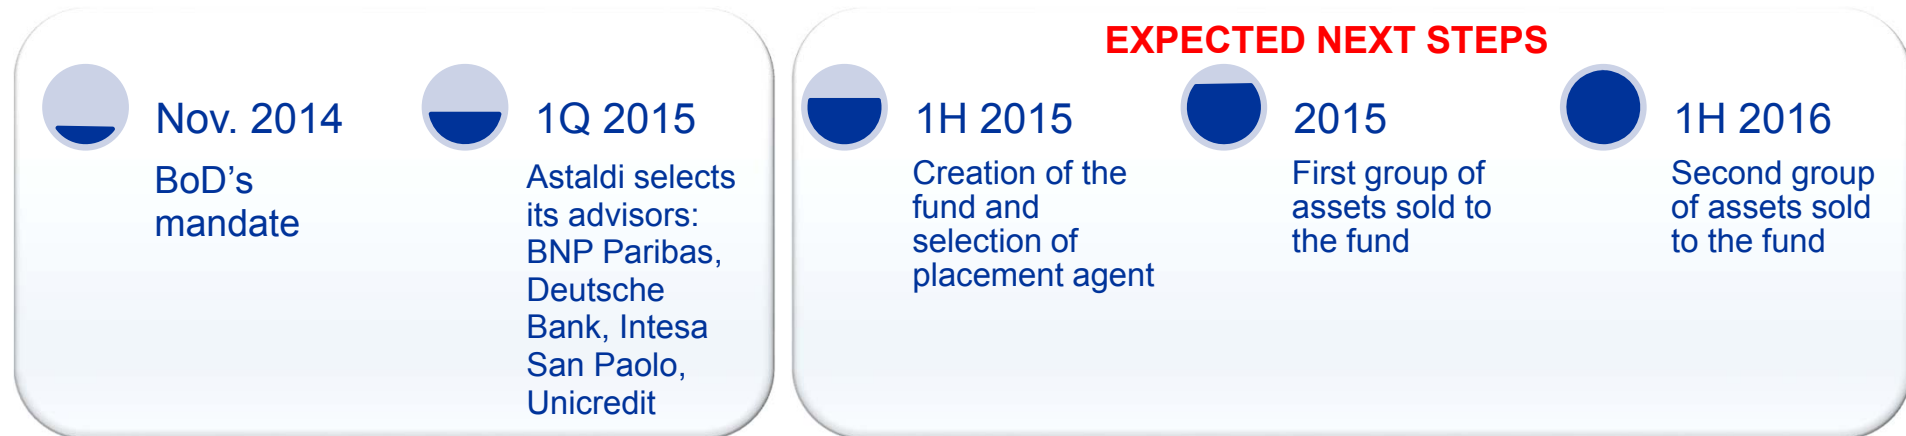 Nov. 2014
BoD’s
mandate
1Q 2015
Astaldi selects
its advisors:
BNP Paribas,
Deutsche
Bank, Intesa
San Paolo,
Unicredit
EXPECTED NEXT STEPS
1H 2015
Creation of the
fund and
selection of
placement agent
2015
First group of
assets sold to
the fund
1H 2016
Second group
of assets sold
to the fund